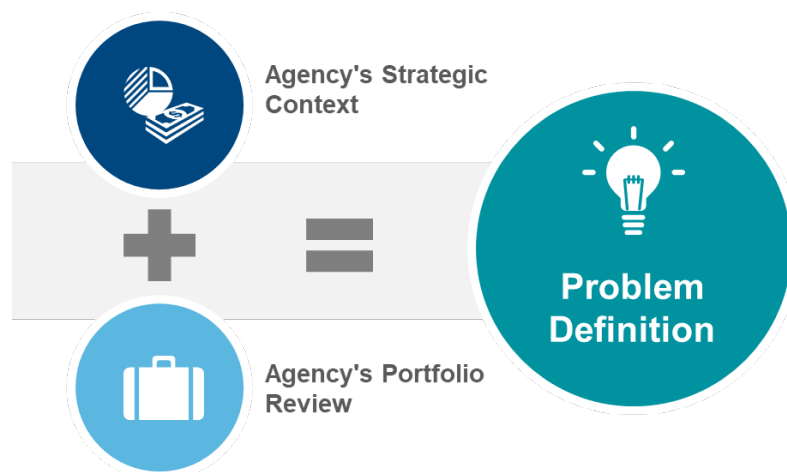 Agency's Strategic
Context
Problem
Definition
Agency's Portfolio
Review